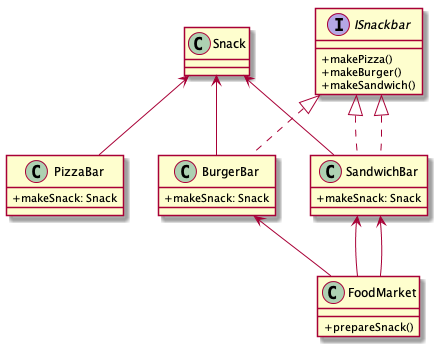 C Snack
I ISnackbar
+makePizza()
+makeBurger()
+makeSandwich()
C PizzaBar
+makeSnack: Snack
C BurgerBar
+makeSnack: Snack
C SandwichBar
+makeSnack: Snack
C FoodMarket
+prepareSnack()